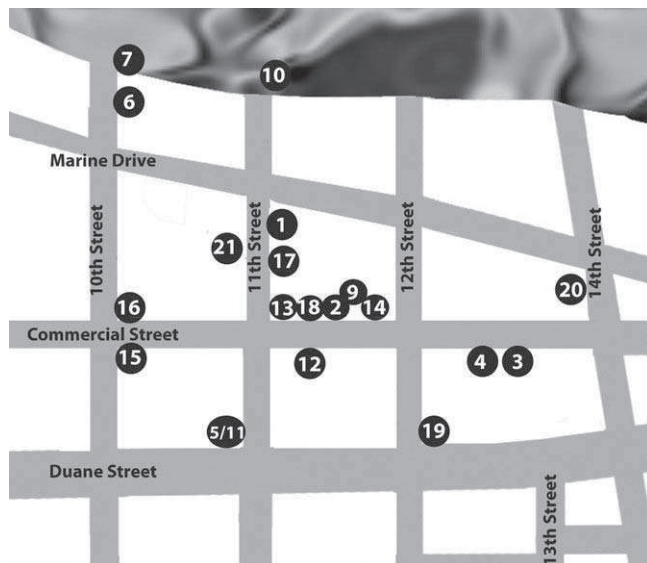 7
10
6
Marine Drive
10th Street
11th Street
12th Street
14th Street
1
21
17
20
16
13
18
2
9
14
Commercial Street
15
12
4
3
5/11
19
Duane Street
13th Street